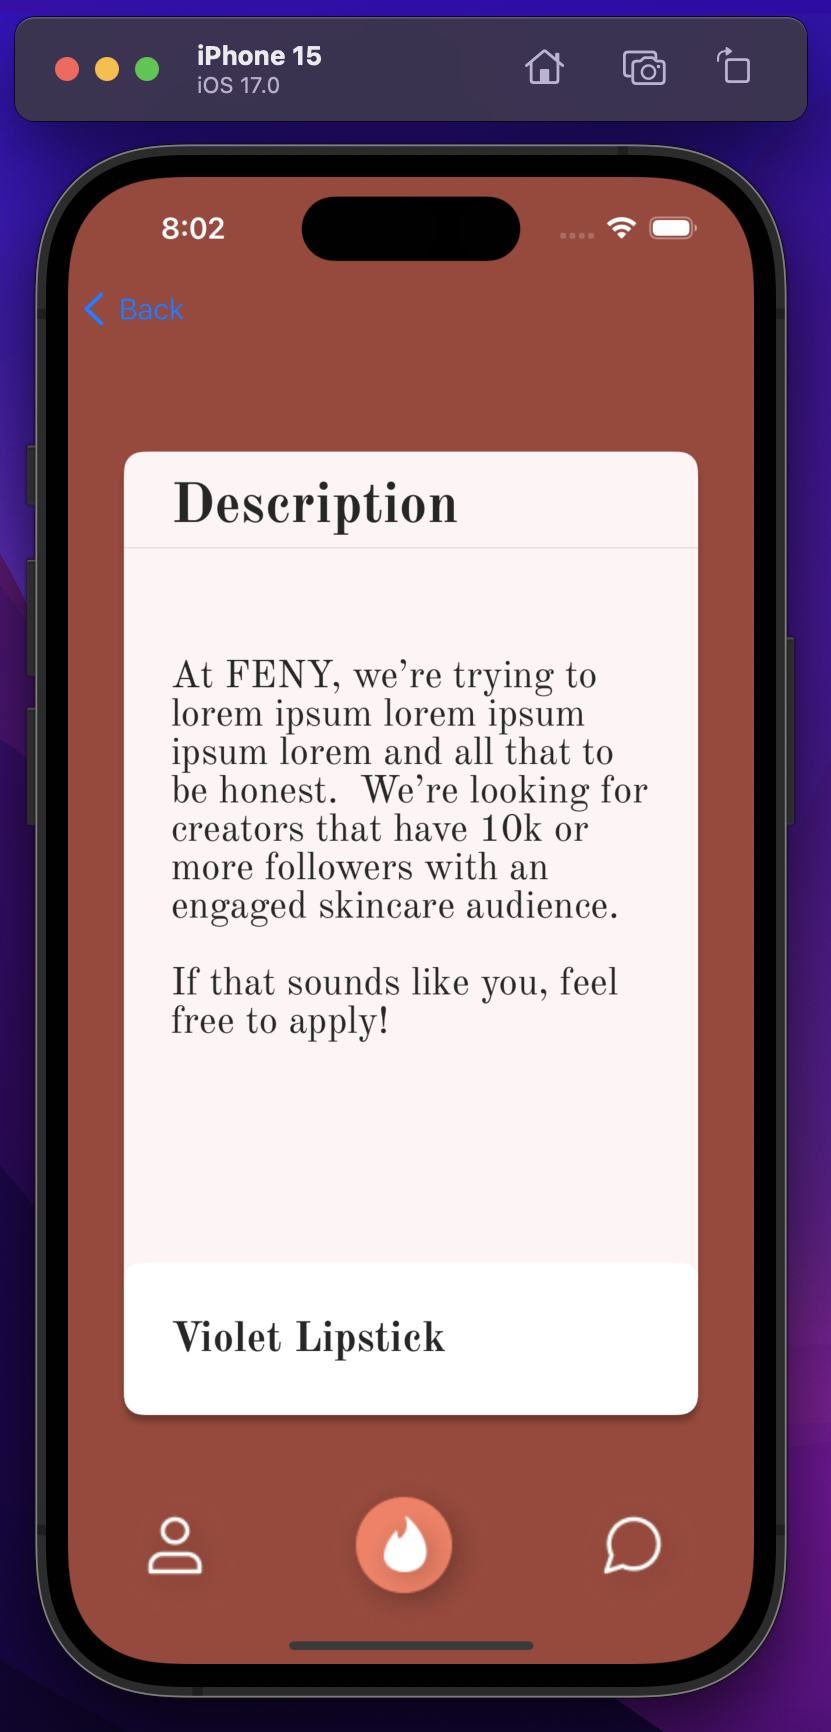 iPhone 15
iOS 17.0
8:02
Back
Description
At FENY, we’re trying to
lorem ipsum lorem ipsum
ipsum lorem and all that to
be honest.  We’re looking for
creators that have 10k or
more followers with an
engaged skincare audience.
If that sounds like you, feel
free to apply!
Violet Lipstick